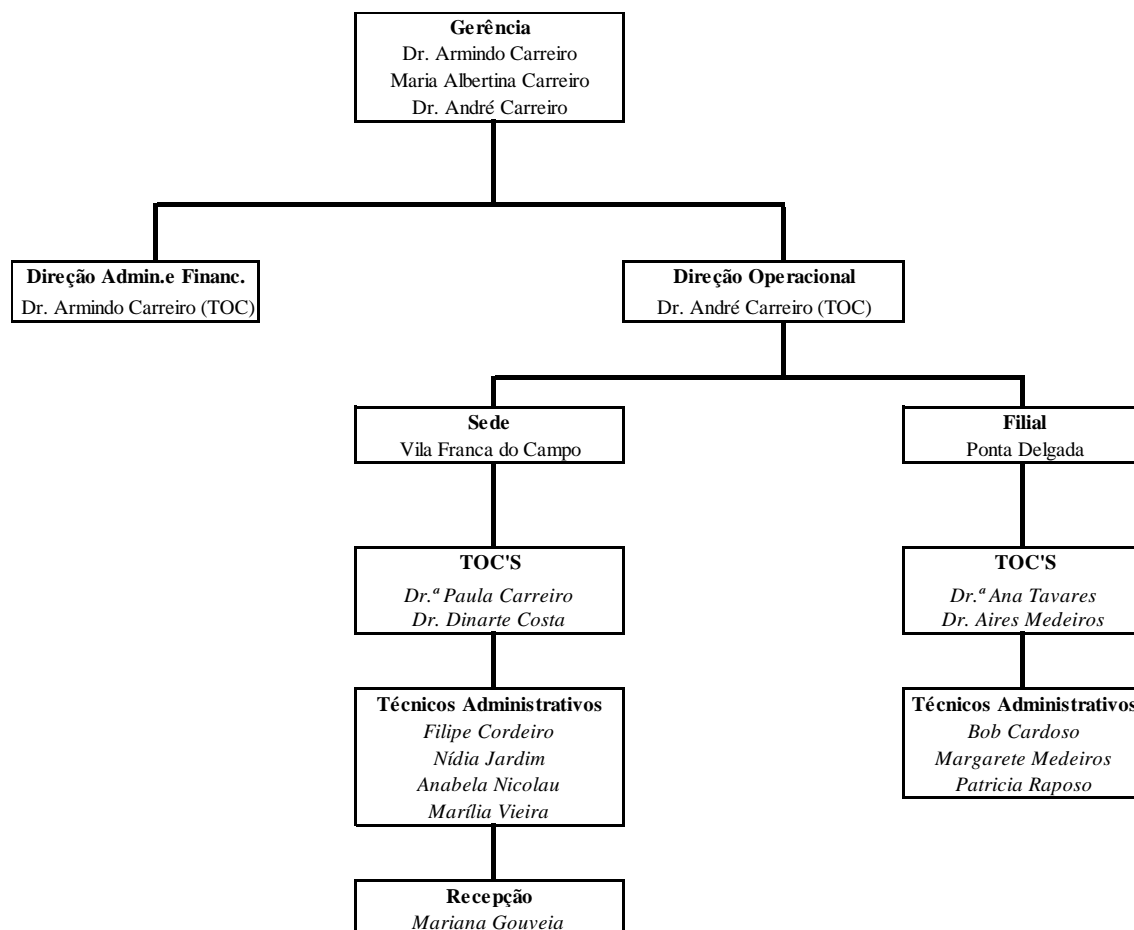 Gerência
Dr. Armindo Carreiro
Maria Albertina Carreiro
Dr. André Carreiro
Direção Admin.e Financ.
Dr. Armindo Carreiro (TOC)
Direção Operacional
Dr. André Carreiro (TOC)
Sede
Vila Franca do Campo
Filial
Ponta Delgada
TOC'S
Dr.ª Paula Carreiro
Dr. Dinarte Costa
TOC'S
Dr.ª Ana Tavares
Dr. Aires Medeiros
Técnicos Administrativos
Filipe Cordeiro
Nídia Jardim
Anabela Nicolau
Marília Vieira
Técnicos Administrativos
Bob Cardoso
Margarete Medeiros
Patricia Raposo
Recepção
Mariana Gouveia